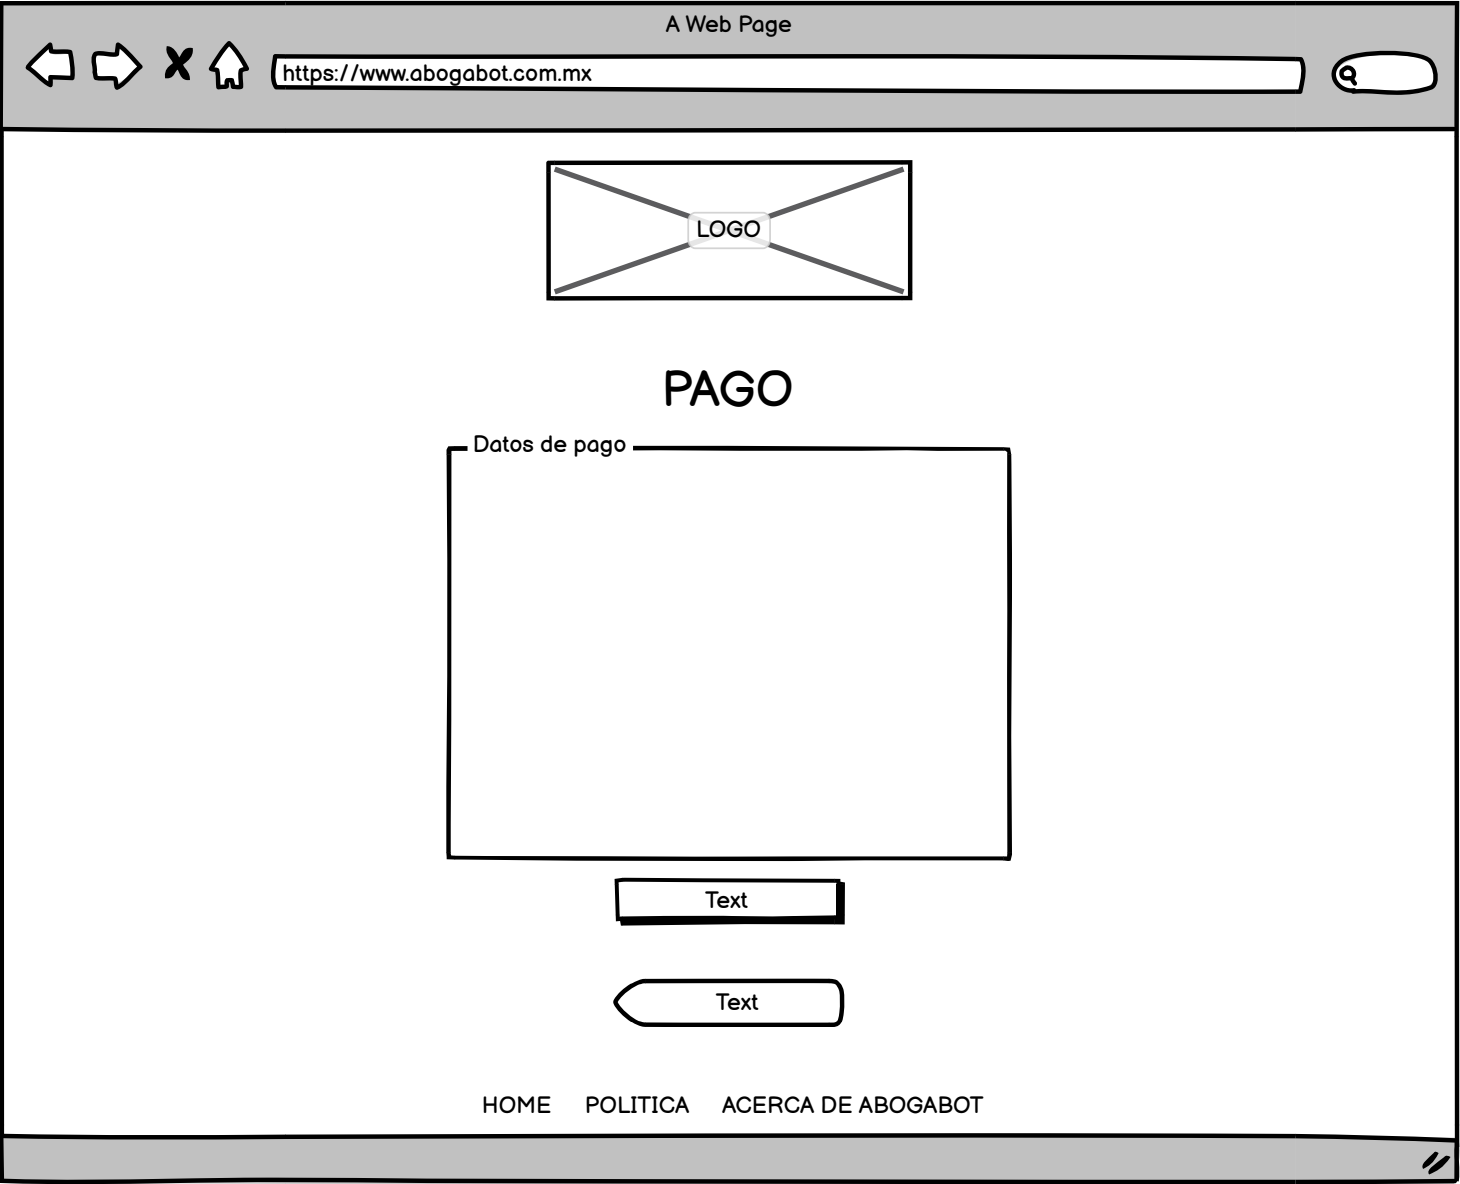 A Web Page
https://www.abogabot.com.mx
LOGO
PAGO
Datos de pago
Text
Text
HOME POLITICA ACERCA DE ABOGABOT